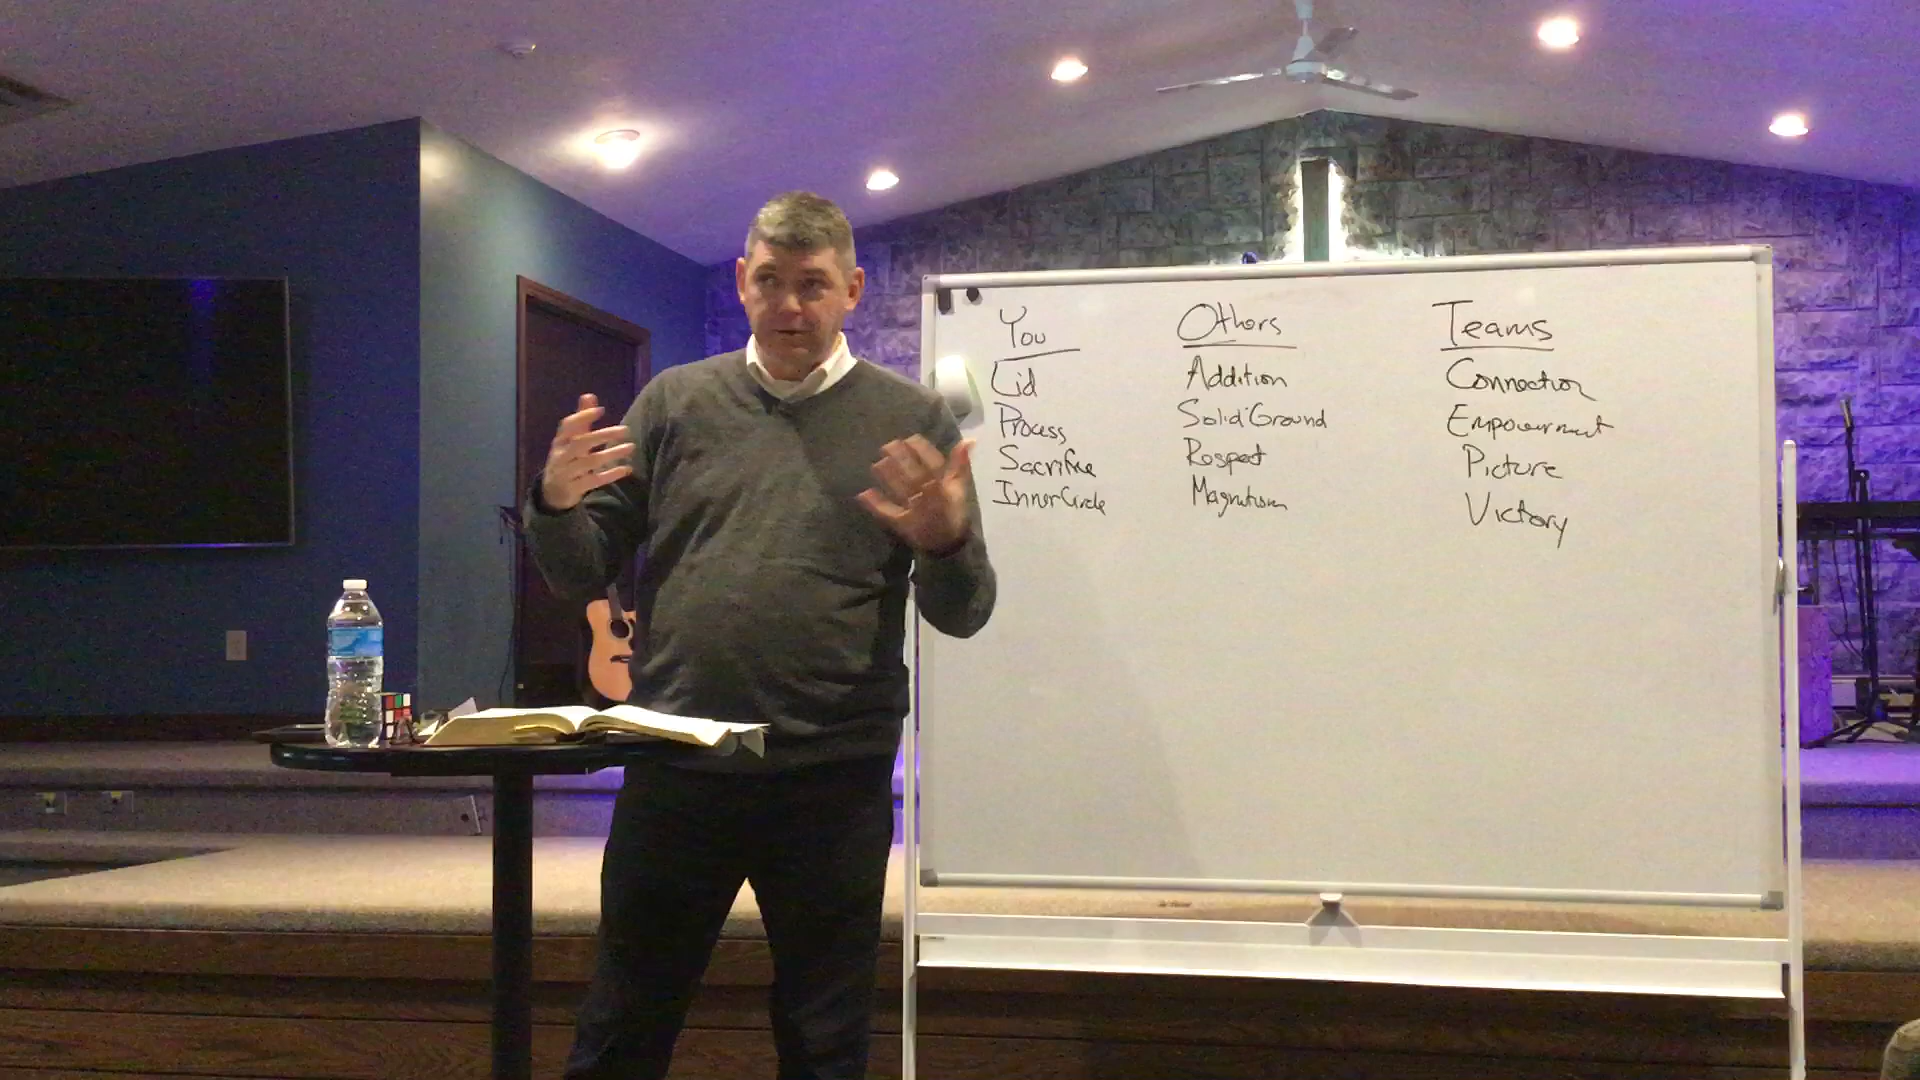 You
Lid
Process
Sacrifice
Inner Circle
Others
Addition
Solid Ground
Respect
Magnetism
Teams
Connection
Empowerment
Picture
Victory